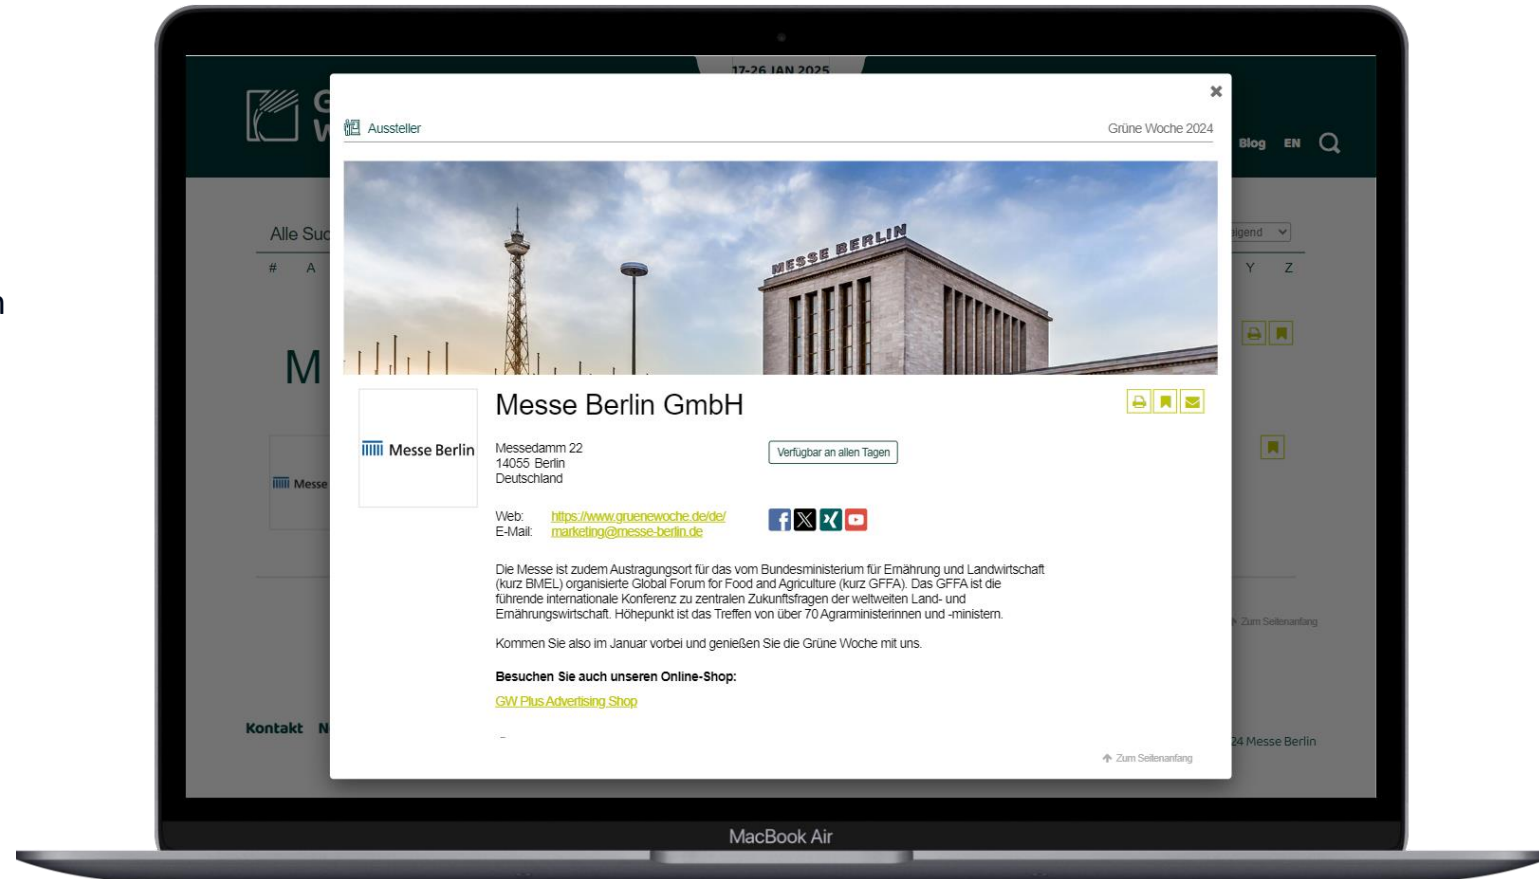 17-26 JAN 2025
Aussteller
Grüne Woche 2024
Blog EN
Alle Suc
eigend
# A
Y Z
MESSE BERLIN
M
Messe Berlin GmbH
Messe Berlin
Messedamm 22
14055 Berlin
Deutschland
Verfügbar an allen Tagen
Messe
Web: https://www.gruenewoche.de/de/
E-Mail: marketing@messe-berlin.de
Die Messe ist zudem Austragungsort für das vom Bundesministerium für Ernährung und Landwirtschaft
(kurz BMEL) organisierte Global Forum for Food and Agriculture (kurz GFFA). Das GFFA ist die
führende internationale Konferenz zu zentralen Zukunftsfragen der weltweiten Land- und
Ernährungswirtschaft. Höhepunkt ist das Treffen von über 70 Agrarministerinnen und -ministern.
Zum Seitenanfang
Kommen Sie also im Januar vorbei und genießen Sie die Grüne Woche mit uns.
Besuchen Sie auch unseren Online-Shop:
GW Plus Advertising Shop
Kontakt N
24 Messe Berlin
Zum Seitenanfang
MacBook Air